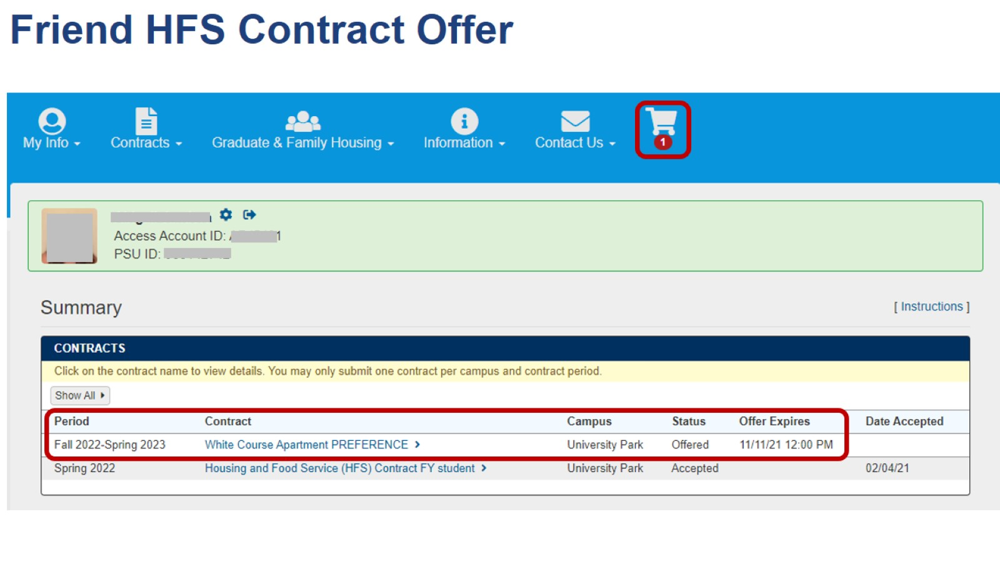 Friend HFS Contract Offer
My Info Contracts Graduate & Family Housing Information Contact Us 1
Access Account ID: 1
PSU ID:
Summary [ Instructions ]
CONTRACTS
Click on the contract name to view details. You may only submit one contract per campus and contract period.
Show All
Period Contract Campus Status Offer Expires Date Accepted
Fall 2022-Spring 2023 White Course Apartment PREFERENCE University Park Offered 11/11/21 12:00 PM
Spring 2022 Housing and Food Service (HFS) Contract FY student University Park Accepted 02/04/21